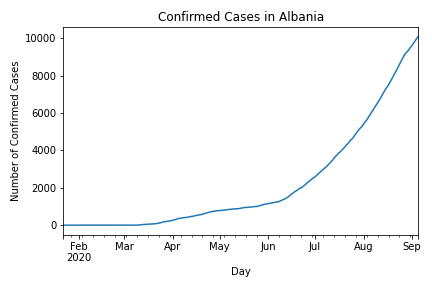 Confirmed Cases in Albania
Number of Confirmed Cases
10000
8000
6000
4000
2000
0
Feb Mar Apr May Jun Jul Aug Sep
2020
Day